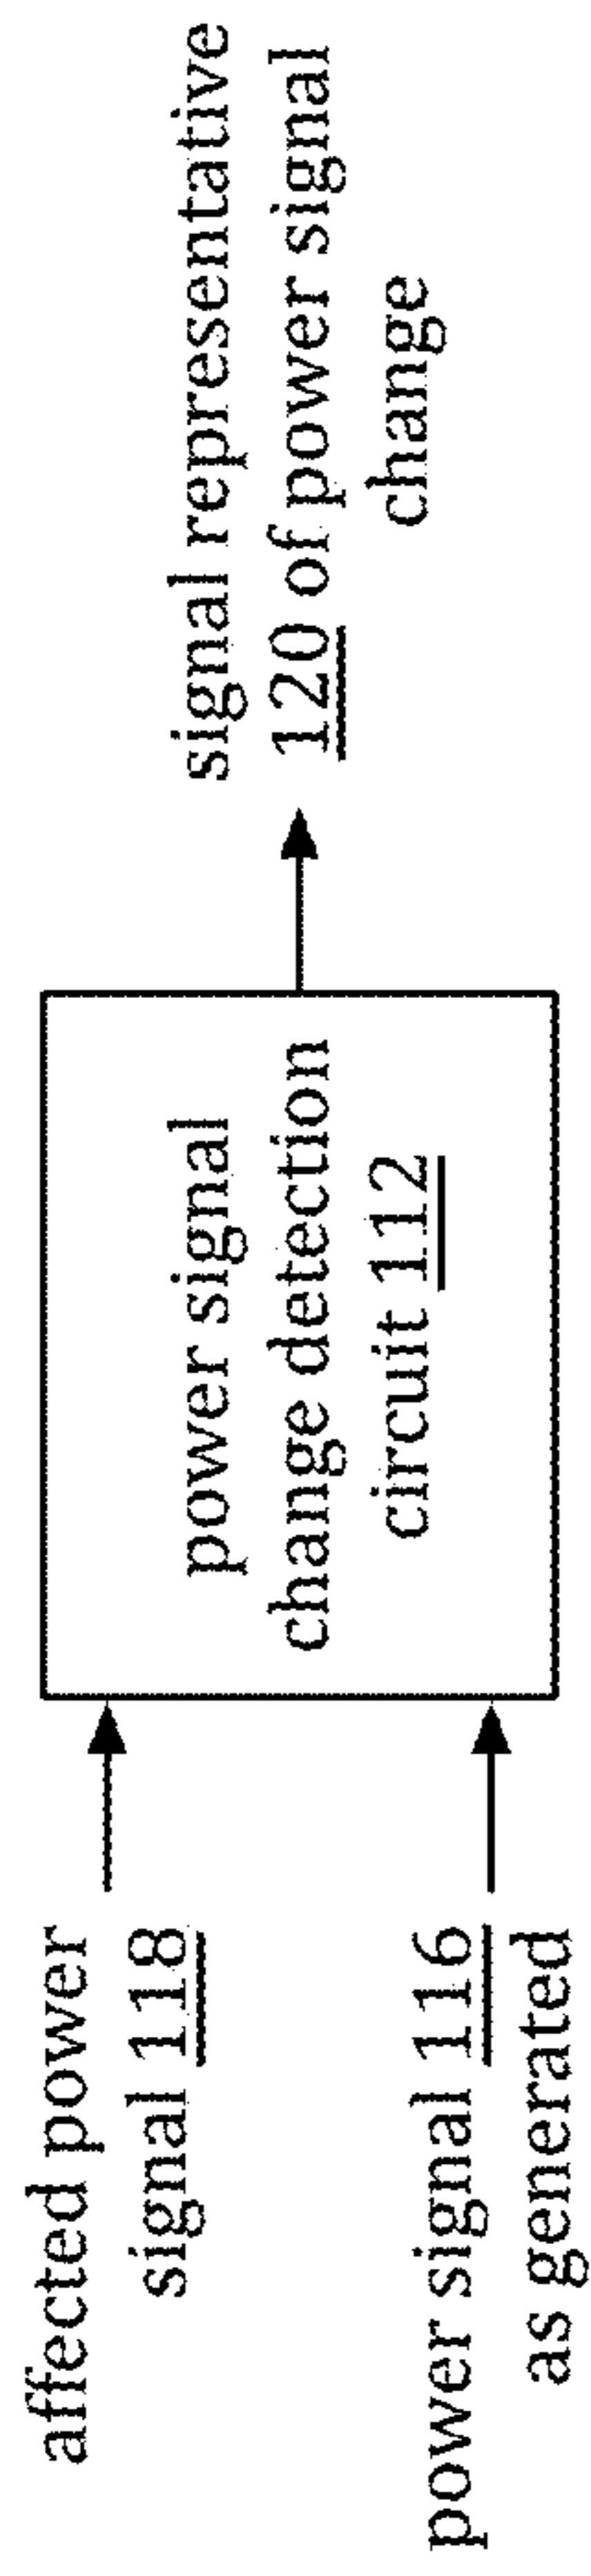 affected power
signal 118
power signal 116
as generated
power signal
change detection
circuit 112
signal representative
120 of power signal
change